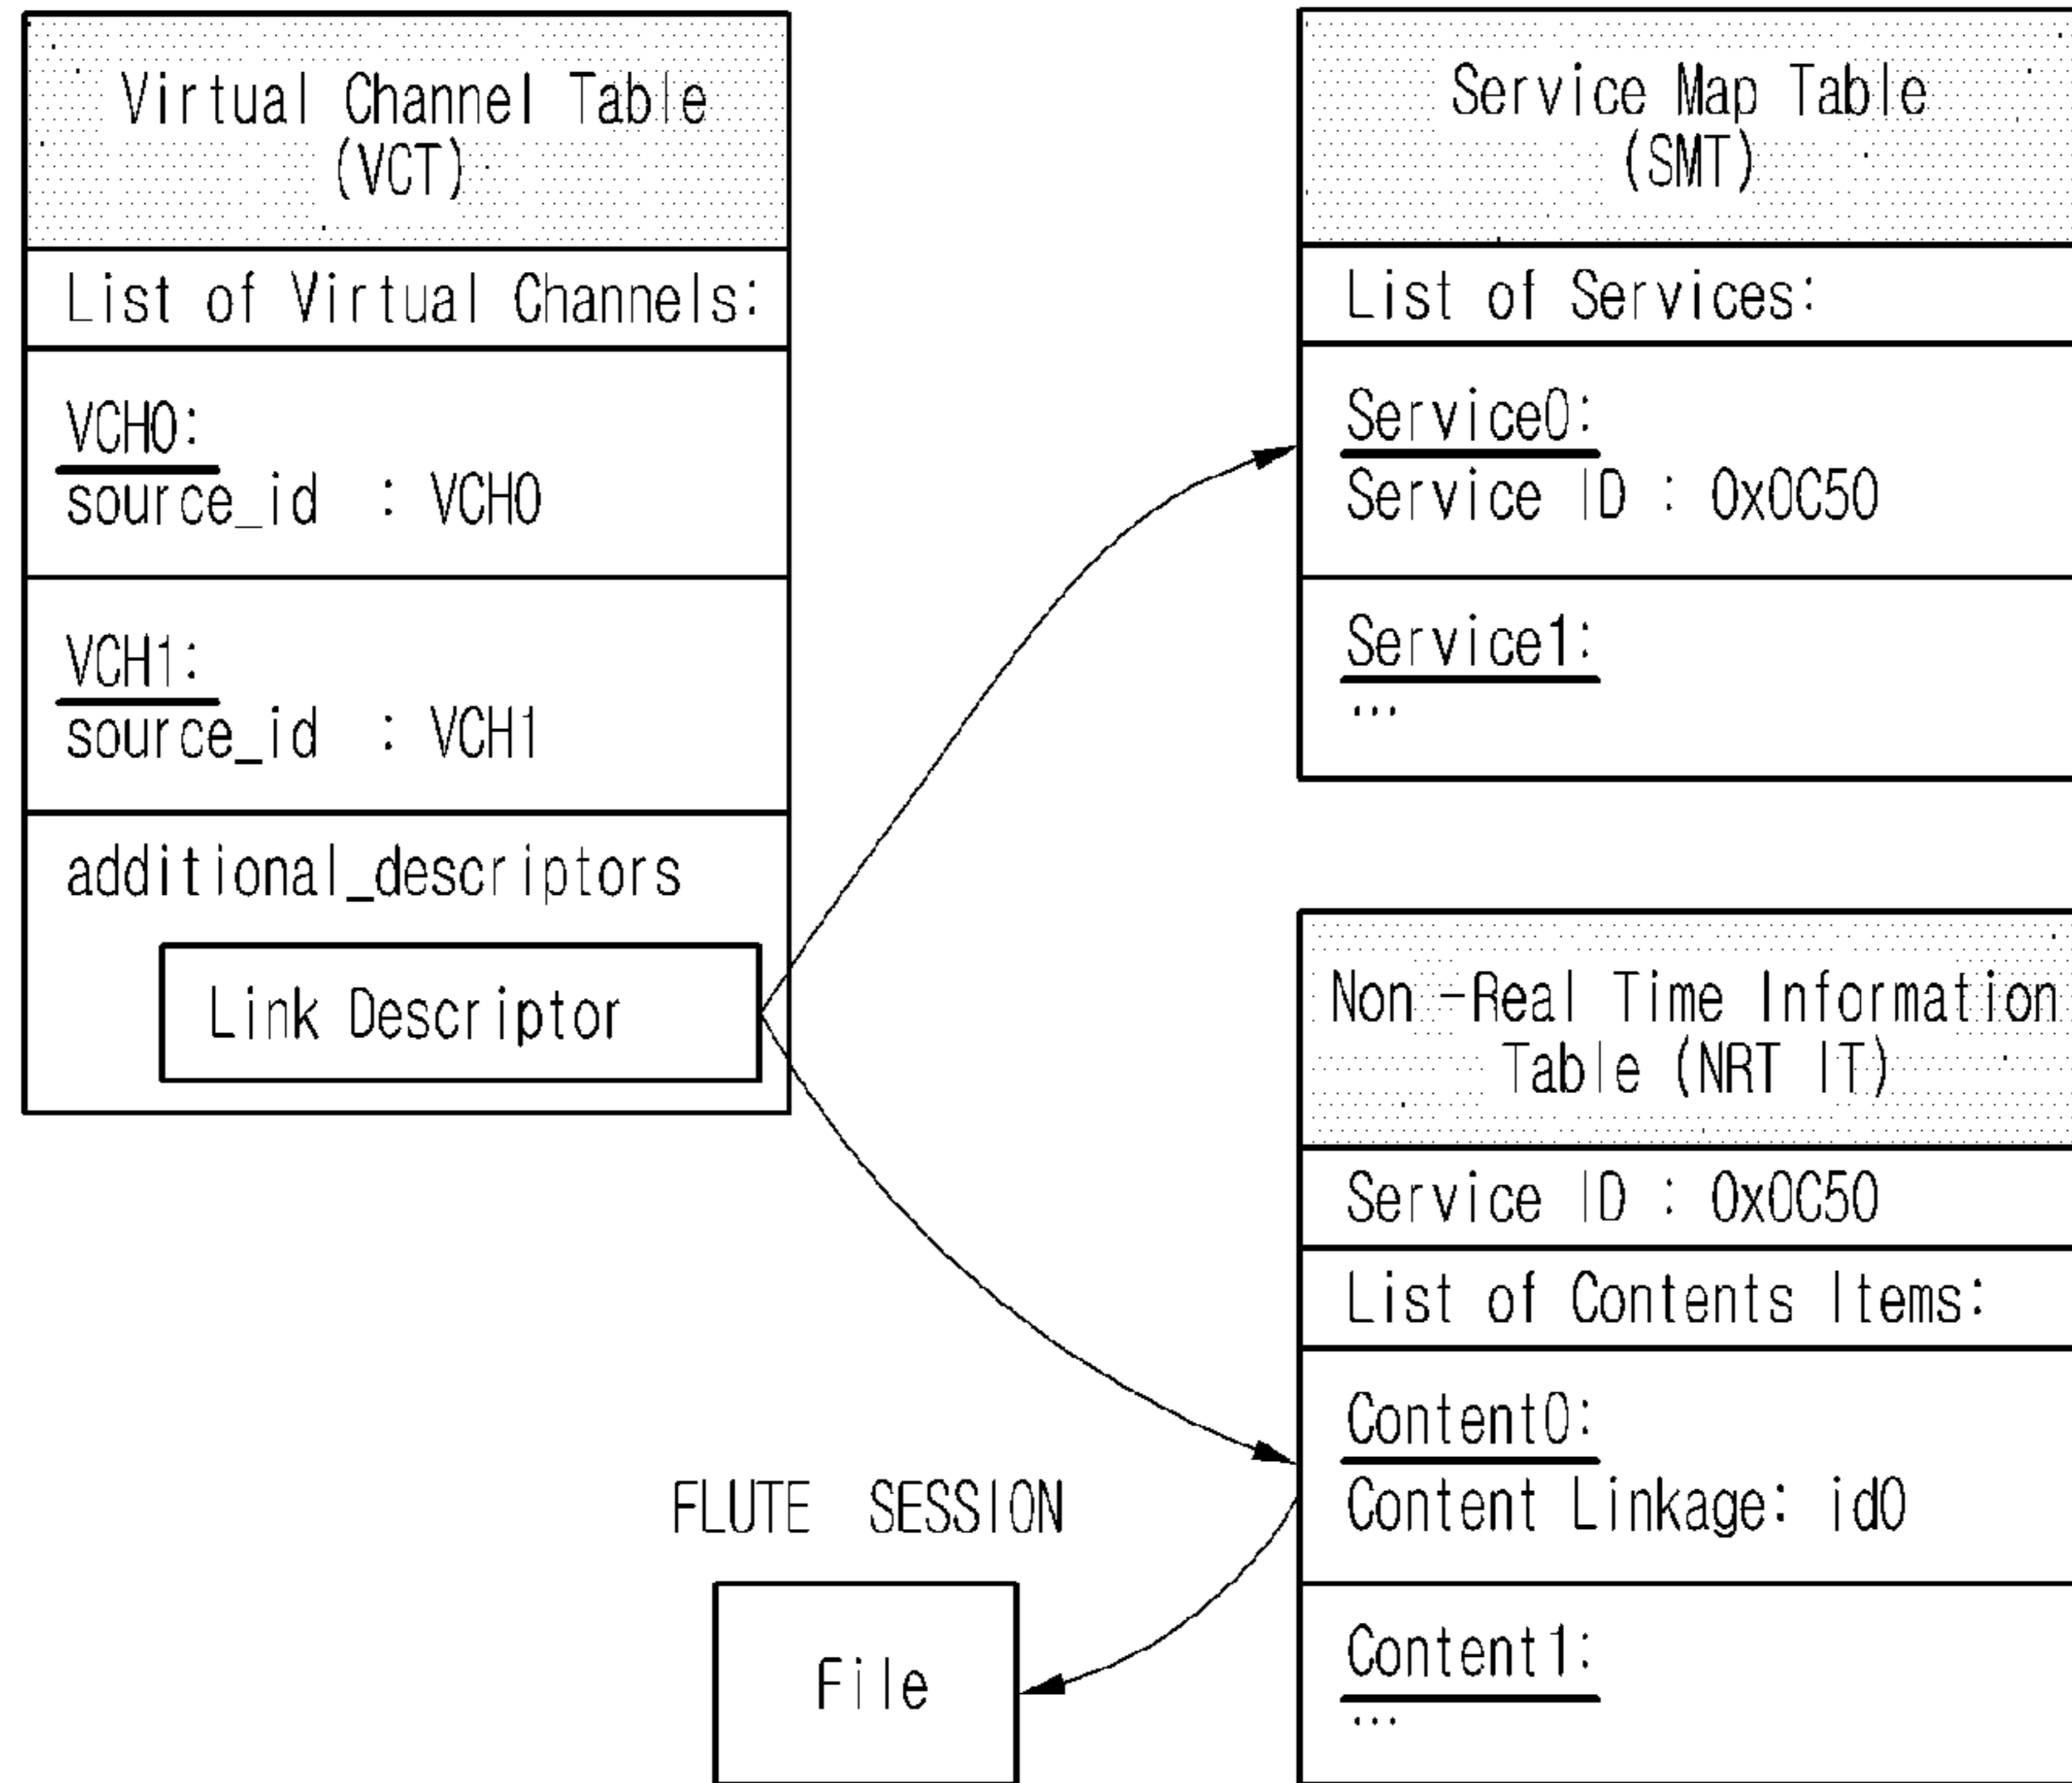 Virtual Channel Table
(VCT)
List of Virtual Channels:
VCH0:
source_id : VCH0
VCH1:
source_id : VCH1
additional_descriptors
Link Descriptor
Service Map Table
(SMT)
List of Services:
Service0:
Service ID : 0x0C50
Service1:
...
Non-Real Time Information
Table (NRT IT)
Service ID : 0x0C50
List of Contents Items:
Content0:
Content Linkage: id0
Content1:
...
FLUTE SESSION
File